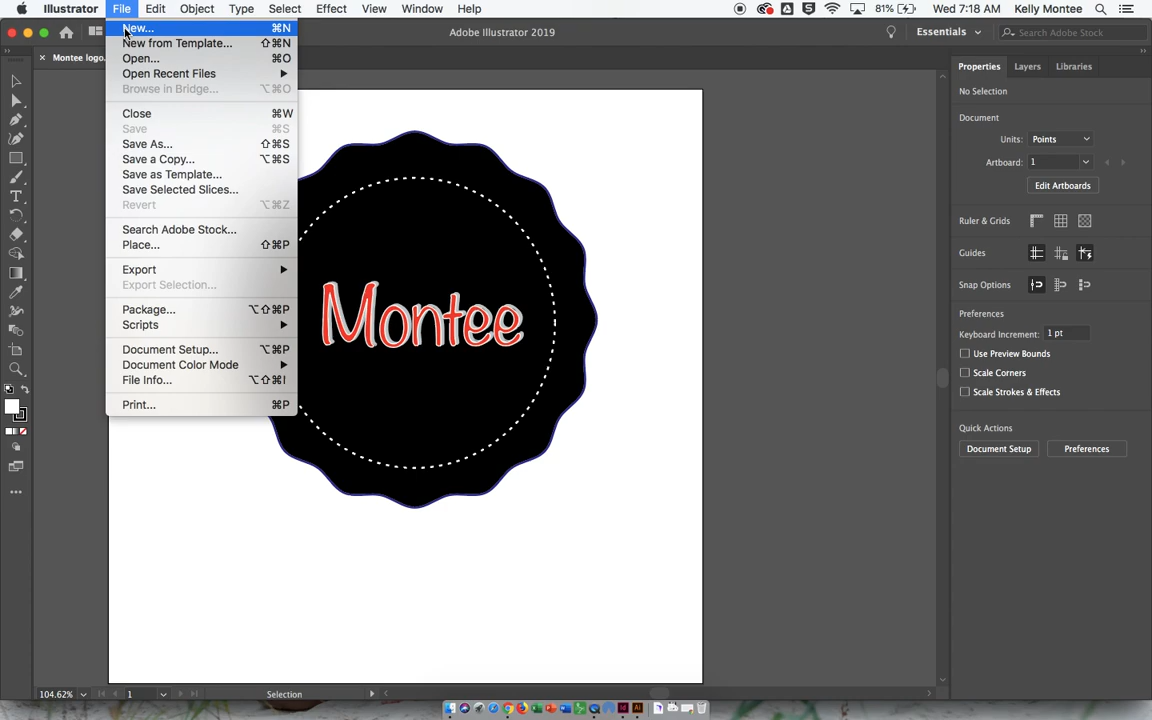 Illustrator File Edit Object Type Select Effect View Window Help 81% Wed 7:18 AM Kelly Montee
Adobe Illustrator 2019 Essentials Search Adobe Stock
× Montee logo.
New... ⌘N
New from Template... ⇧⌘N
Open... ⌘O
Open Recent Files
Browse in Bridge... ⌥⌘O
Close ⌘W
Save ⌘S
Save As... ⇧⌘S
Save a Copy... ⌥⌘S
Save as Template...
Save Selected Slices...
Revert ⌥⌘Z
Search Adobe Stock...
Place... ⇧⌘P
Export
Export Selection...
Package... ⌥⇧⌘P
Scripts
Document Setup... ⌥⌘P
Document Color Mode
File Info... ⌥⇧⌘I
Print... ⌘P
Montee
Properties Layers Libraries
No Selection
Document
Units: Points
Artboard: 1
Edit Artboards
Ruler & Grids
Guides
Snap Options
Preferences
Keyboard Increment: 1 pt
Use Preview Bounds
Scale Corners
Scale Strokes & Effects
Quick Actions
Document Setup Preferences
104.62% 1 Selection